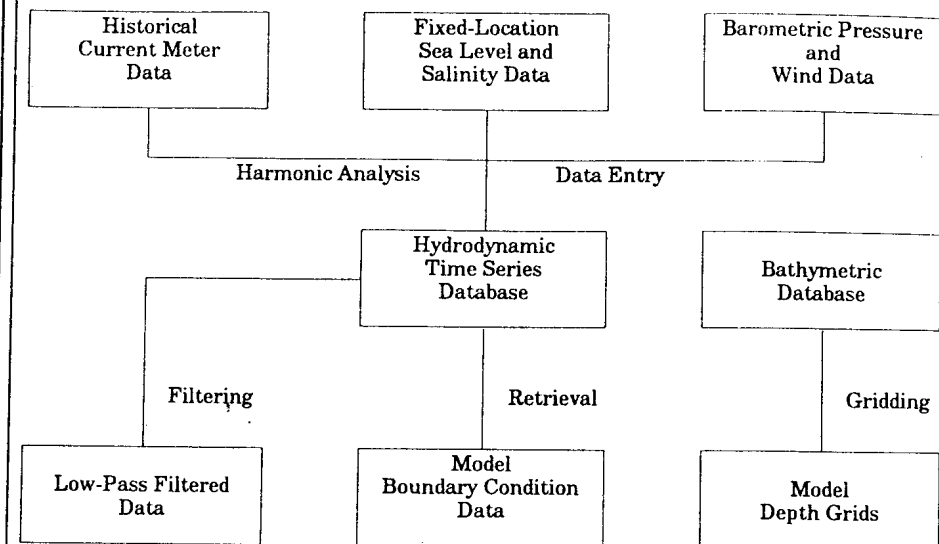 Historical
Current Meter
Data
Fixed-Location
Sea Level and
Salinity Data
Barometric Pressure
and
Wind Data
Harmonic Analysis
Data Entry
Hydrodynamic
Time Series
Database
Bathymetric
Database
Filtering
Retrieval
Gridding
Low-Pass Filtered
Data
Model
Boundary Condition
Data
Model
Depth Grids